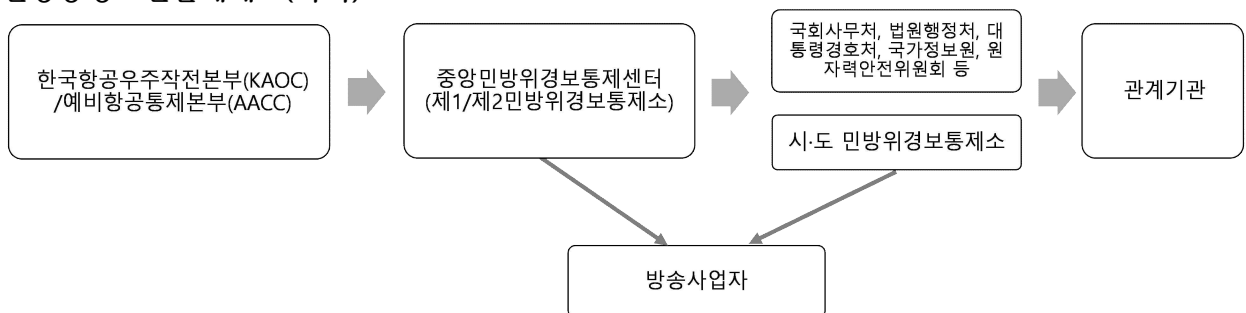 한국항공우주작전본부(KAOC)
/예비항공통제본부(AACC)
중앙민방위경보통제센터
(제1/제2민방위경보통제소)
국회사무처, 법원행정처, 대
통령경호처, 국가정보원, 원
자력안전위원회 등
시·도 민방위경보통제소
관계기관
방송사업자